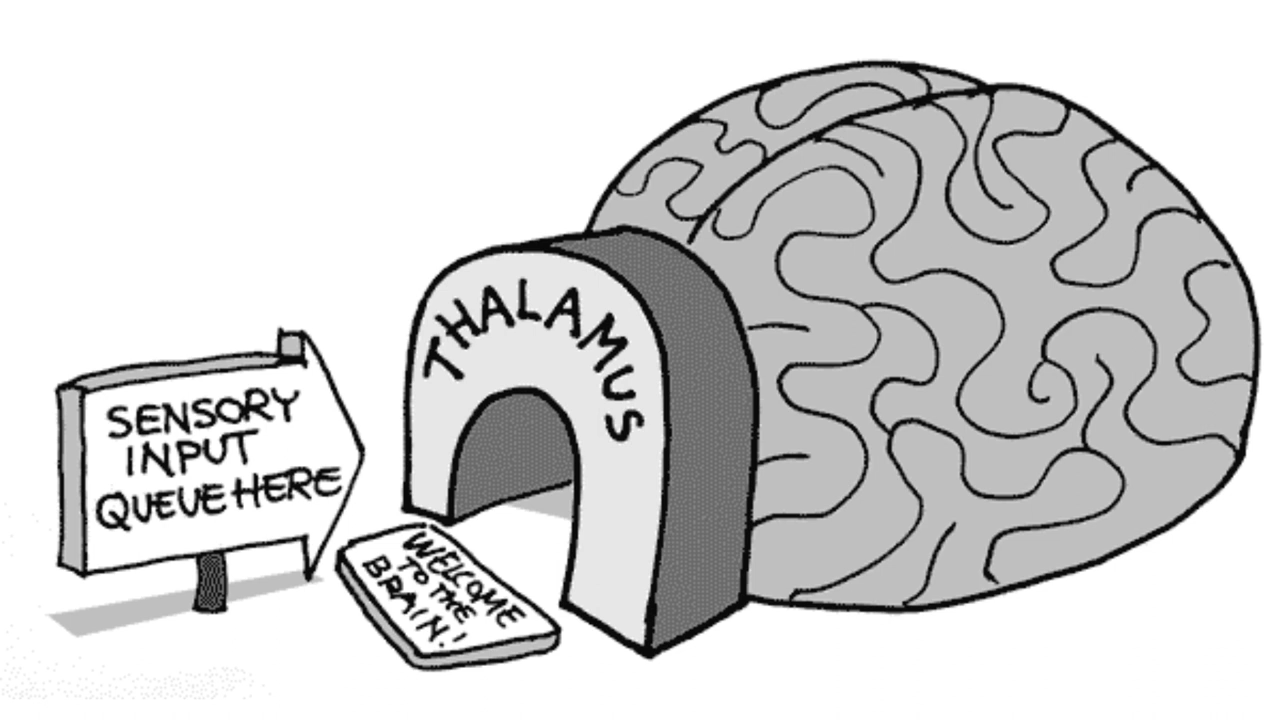 THALAMUS
SENSORY
INPUT
QUEUE HERE
WELCOME
TO THE
BRAIN!